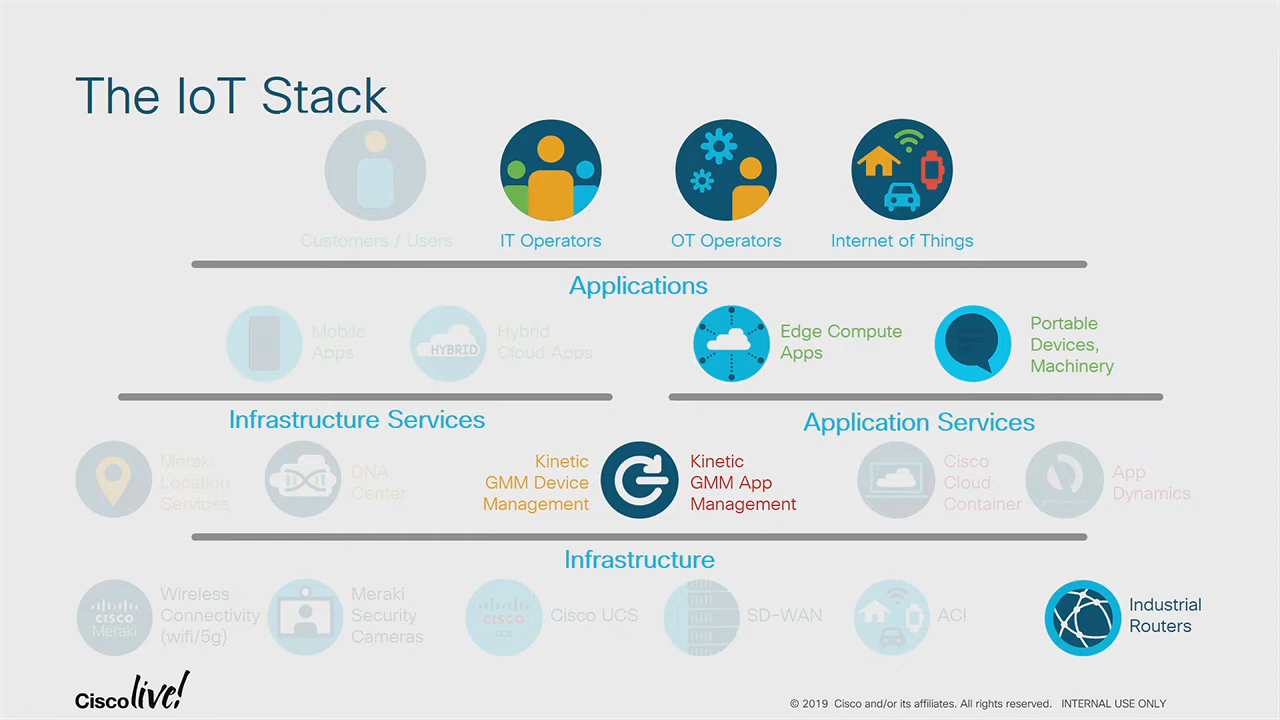 The IoT Stack
Customers / Users
IT Operators
OT Operators
Internet of Things
Applications
Mobile
Apps
HYBRID
Hybrid
Cloud Apps
Edge Compute
Apps
Portable
Devices,
Machinery
Infrastructure Services
Application Services
Meraki
Location
Services
DNA
Center
Kinetic
GMM Device
Management
Kinetic
GMM App
Management
Cisco
Cloud
Container
App
Dynamics
Infrastructure
CISCO
Meraki
Wireless
Connectivity
(wifi/5g)
Meraki
Security
Cameras
CISCO
UCS
Cisco UCS
SD-WAN
ACI
Industrial
Routers
Cisco live!
© 2019 Cisco and/or its affiliates. All rights reserved. INTERNAL USE ONLY